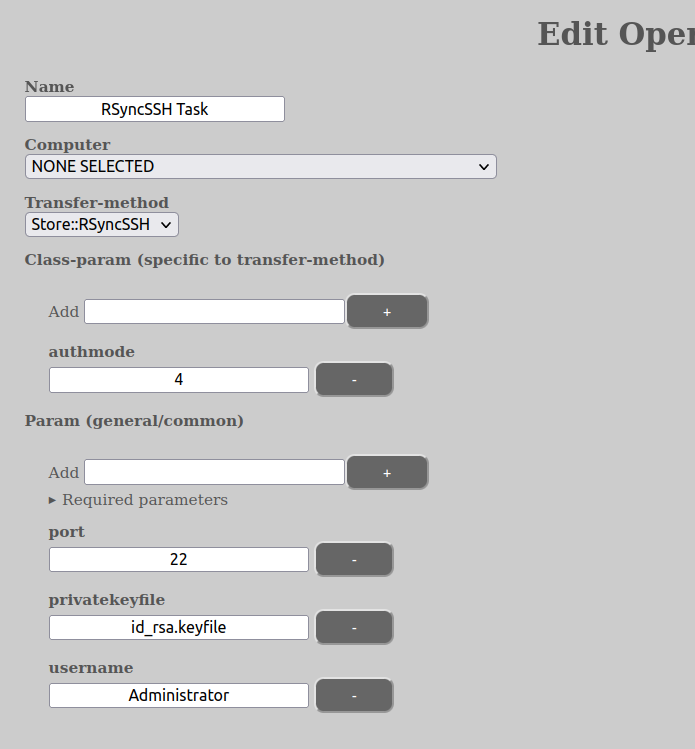 Edit Oper
Name
RSyncSSH Task
Computer
NONE SELECTED
Transfer-method
Store::RSyncSSH
Class-param (specific to transfer-method)
Add +
authmode
4 -
Param (general/common)
Add +
▸ Required parameters
port
22 -
privatekeyfile
id_rsa.keyfile -
username
Administrator -